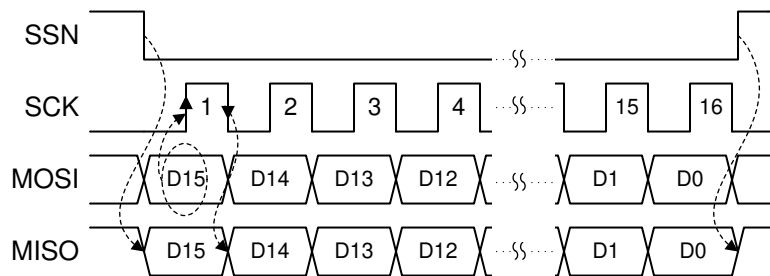 SSN
SCK 1 2 3 4 15 16
MOSI D15 D14 D13 D12 D1 D0
MISO D15 D14 D13 D12 D1 D0